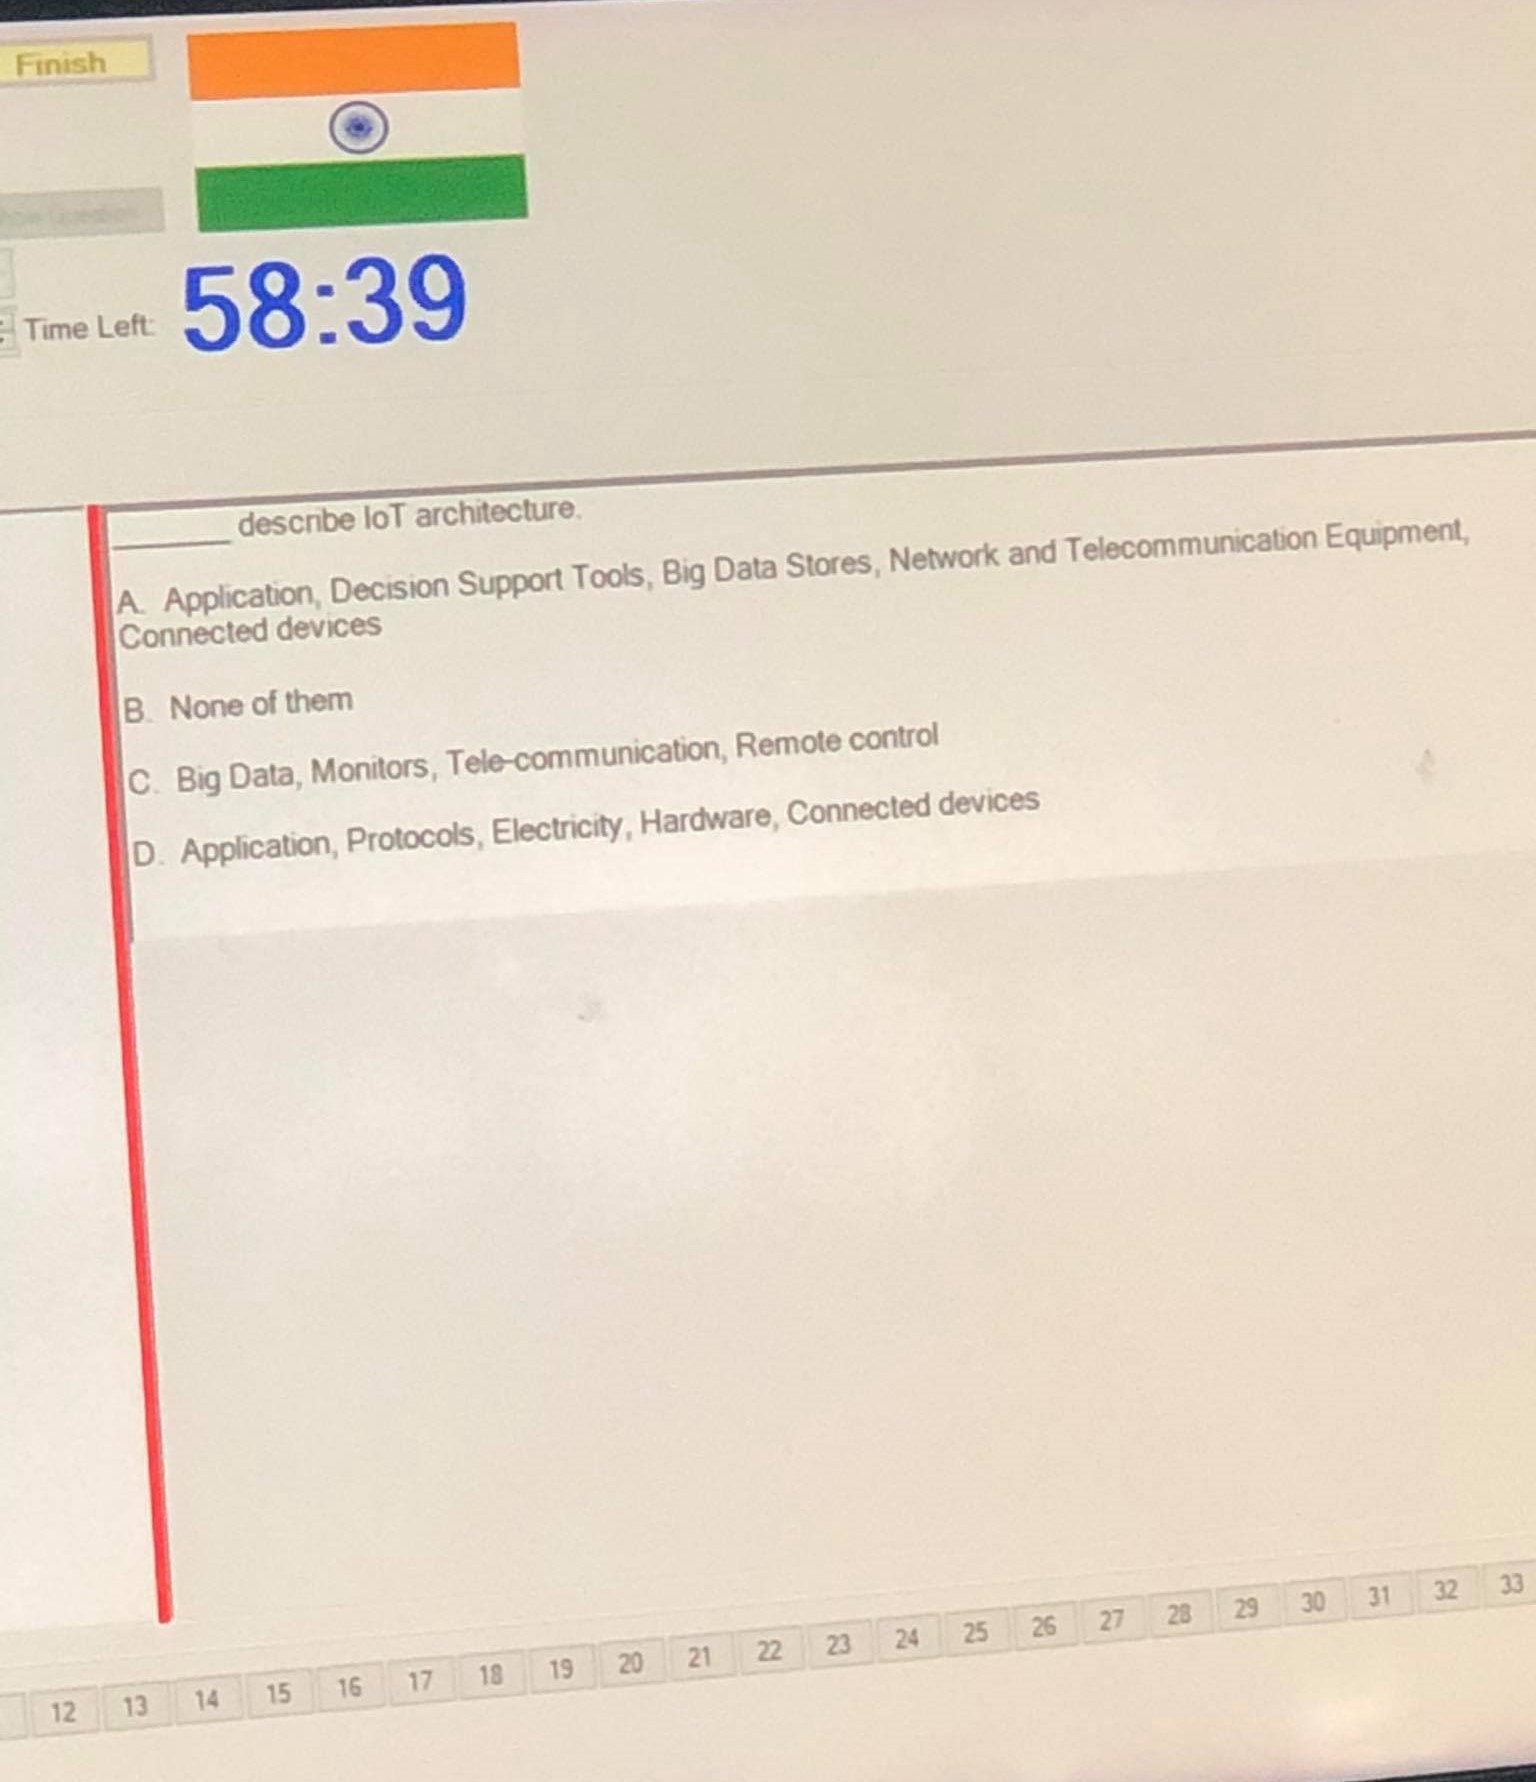 Finish
Time Left: 58:39
______ describe IoT architecture.
A. Application, Decision Support Tools, Big Data Stores, Network and Telecommunication Equipment,
Connected devices
B. None of them
C. Big Data, Monitors, Tele-communication, Remote control
D. Application, Protocols, Electricity, Hardware, Connected devices
12 13 14 15 16 17 18 19 20 21 22 23 24 25 26 27 28 29 30 31 32 33